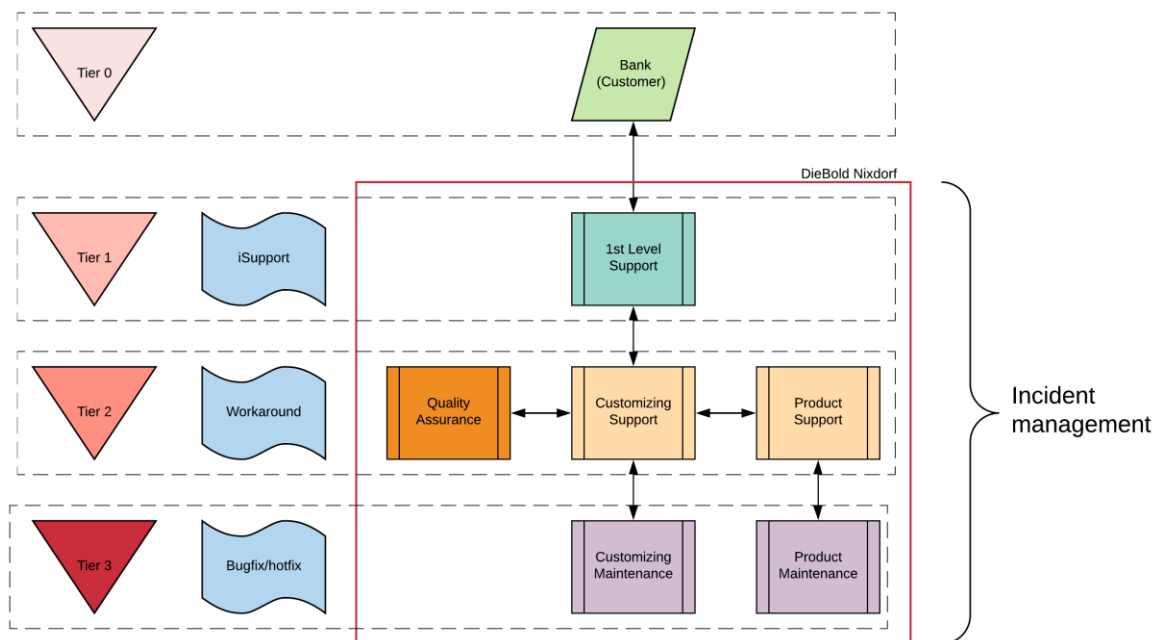 Tier 0
Bank
(Customer)
DieBold Nixdorf
Tier 1
iSupport
1st Level
Support
Tier 2
Workaround
Quality
Assurance
Customizing
Support
Product
Support
Incident
management
Tier 3
Bugfix/hotfix
Customizing
Maintenance
Product
Maintenance